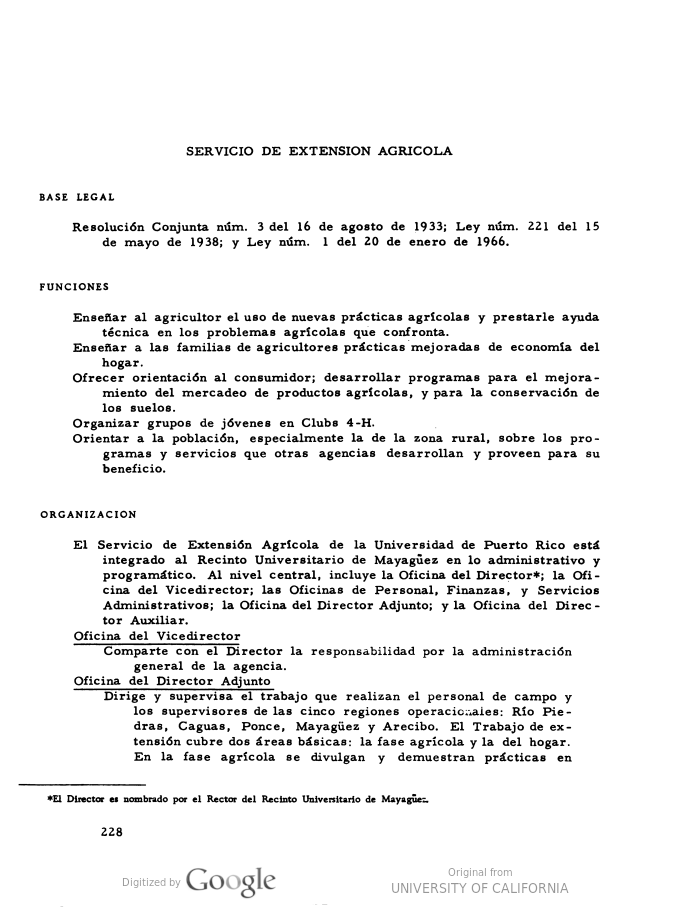 SERVICIO DE EXTENSION AGRICOLA
BASE LEGAL
Resolución Conjunta núm. 3 del 16 de agosto de 1933; Ley núm. 221 del 15
de mayo de 1938; y Ley núm. 1 del 20 de enero de 1966.
FUNCIONES
Enseñar al agricultor el uso de nuevas prácticas agrícolas y prestarle ayuda
técnica en los problemas agrícolas que confronta.
Enseñar a las familias de agricultores prácticas mejoradas de economía del
hogar.
Ofrecer orientación al consumidor; desarrollar programas para el mejora-
miento del mercadeo de productos agrícolas, y para la conservación de
los suelos.
Organizar grupos de jóvenes en Clubs 4-H.
Orientar a la población, especialmente la de la zona rural, sobre los pro-
gramas y servicios que otras agencias desarrollan y proveen para su
beneficio.
ORGANIZACION
El Servicio de Extensión Agrícola de la Universidad de Puerto Rico está
integrado al Recinto Universitario de Mayagüez en lo administrativo y
programático. Al nivel central, incluye la Oficina del Director*; la Ofi-
cina del Vicedirector; las Oficinas de Personal, Finanzas, y Servicios
Administrativos; la Oficina del Director Adjunto; y la Oficina del Direc-
tor Auxiliar.
Oficina del Vicedirector
Comparte con el Director la responsabilidad por la administración
general de la agencia.
Oficina del Director Adjunto
Dirige y supervisa el trabajo que realizan el personal de campo y
los supervisores de las cinco regiones operacionales: Río Pie-
dras, Caguas, Ponce, Mayagüez y Arecibo. El Trabajo de ex-
tensión cubre dos áreas básicas: la fase agrícola y la del hogar.
En la fase agrícola se divulgan y demuestran prácticas en
*El Director es nombrado por el Rector del Recinto Universitario de Mayagüez.
228
Digitized by Google
Original from
UNIVERSITY OF CALIFORNIA